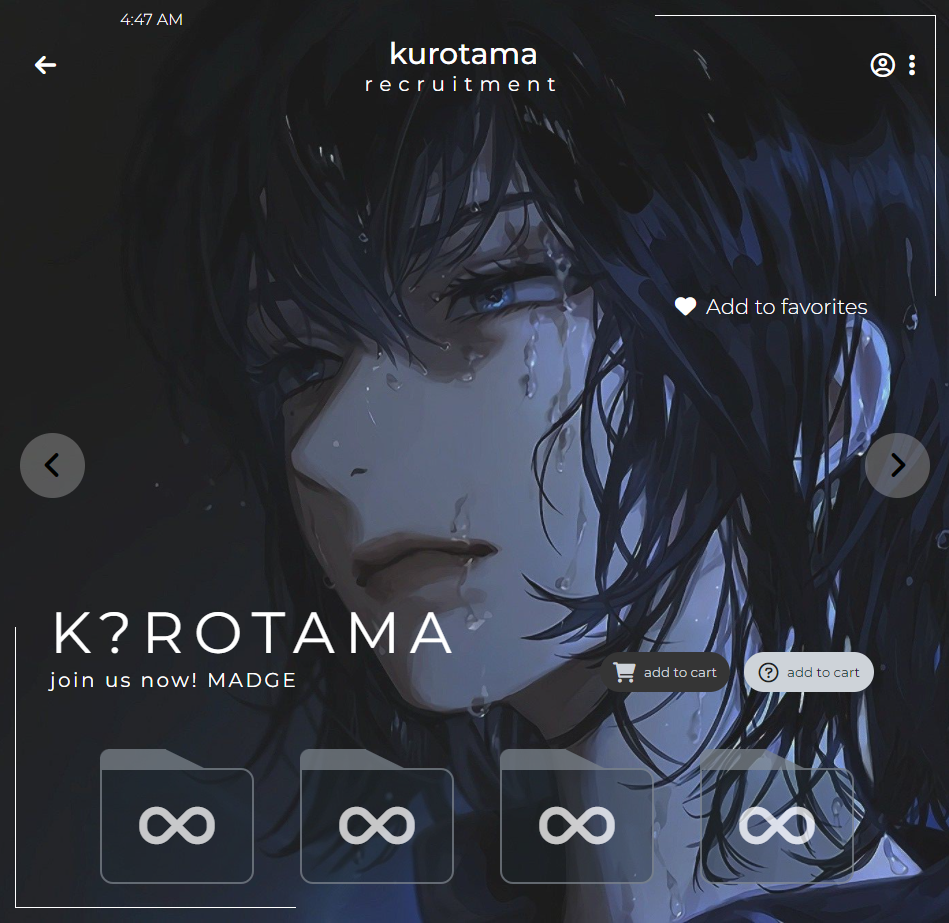 4:47 AM
kurotama
recruitment
Add to favorites
K?ROTAMA
join us now! MADGE
add to cart
? add to cart